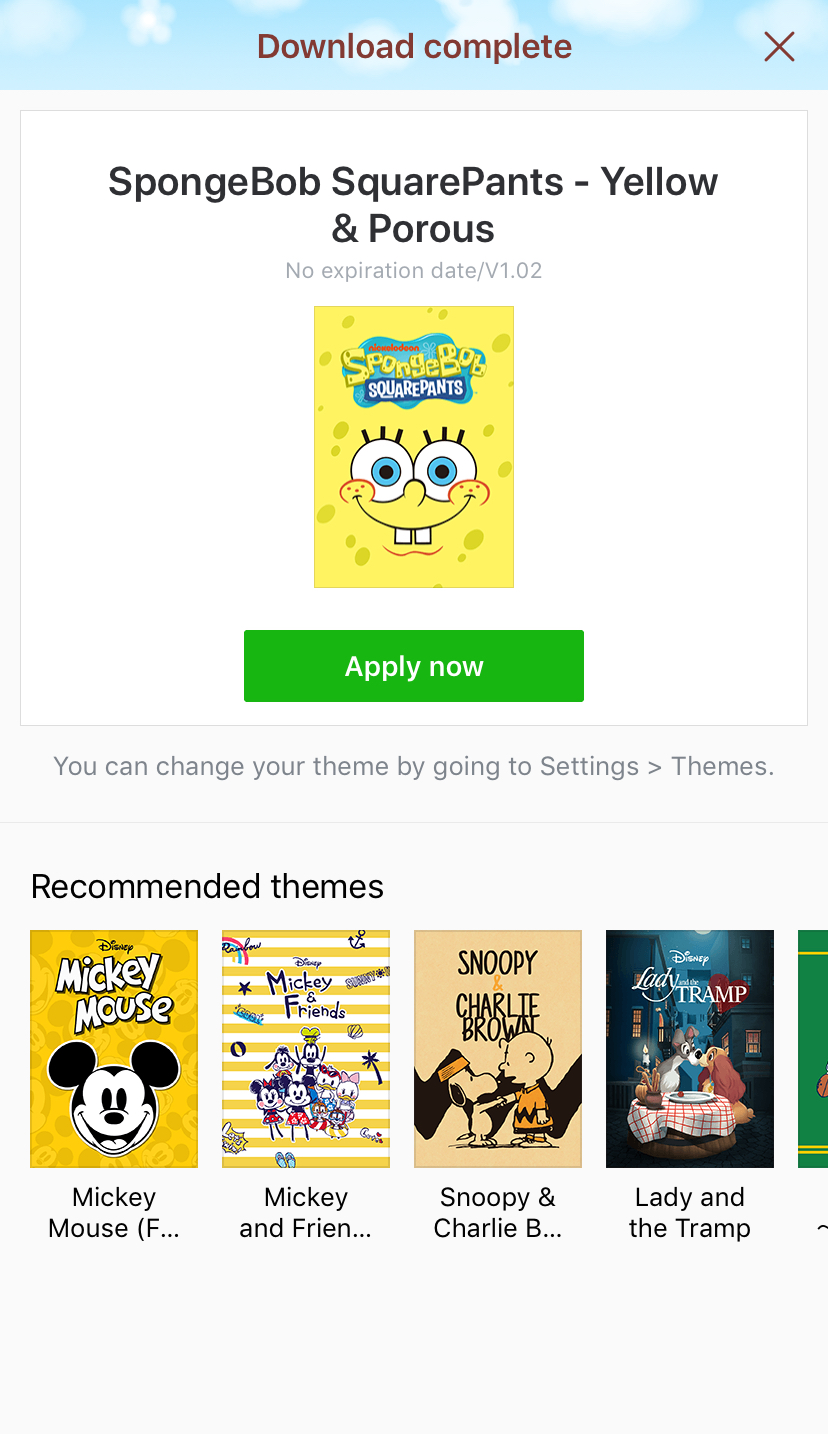 Download complete
SpongeBob SquarePants - Yellow
& Porous
No expiration date/V1.02
nickelodeon
SPONGEBOB
SQUAREPANTS
Apply now
You can change your theme by going to Settings > Themes.
Recommended themes
Disney
Mickey
Mouse
Rainbow
Disney
Mickey
&
Friends
SNOOPY
&
CHARLIE
BROWN
Disney
Lady and the
TRAMP
Mickey
Mouse (F...
Mickey
and Frien...
Snoopy &
Charlie B...
Lady and
the Tramp